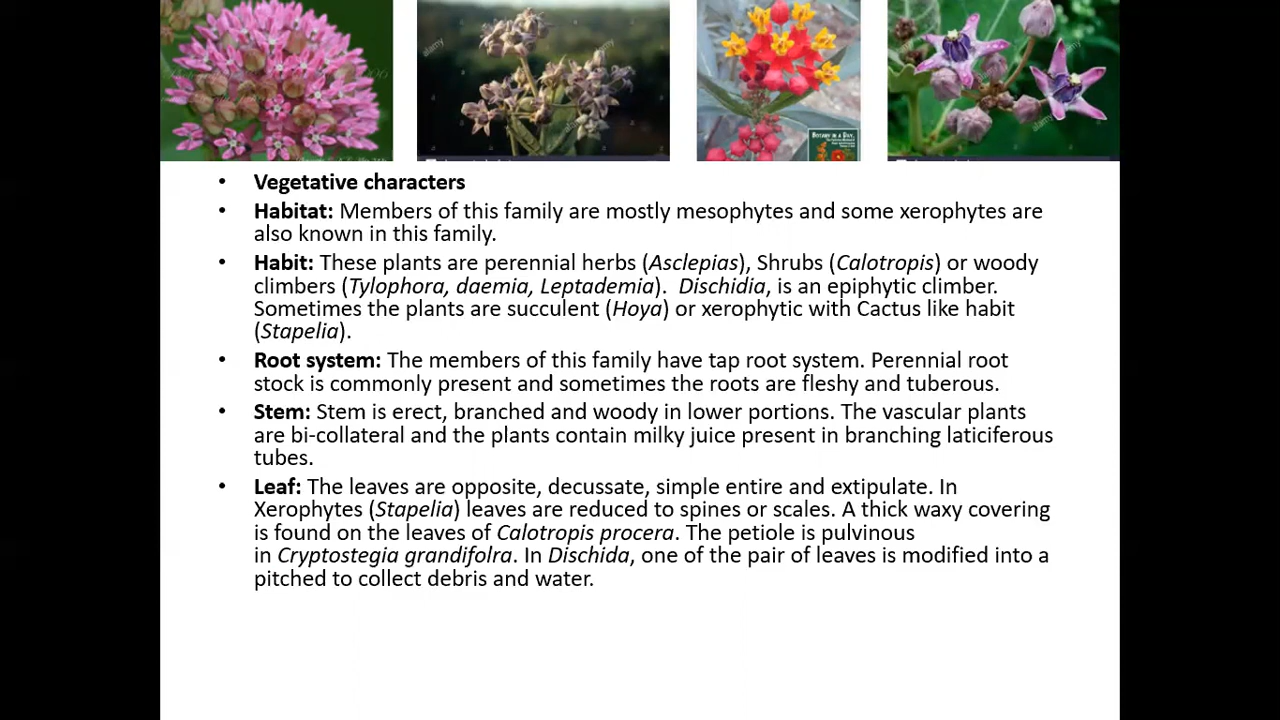 alamy
alamy
BOTANY IN A DAY
alamy
alamy
• Vegetative characters
• Habitat: Members of this family are mostly mesophytes and some xerophytes are
also known in this family.
• Habit: These plants are perennial herbs (Asclepias), Shrubs (Calotropis) or woody
climbers (Tylophora, daemia, Leptademia).  Dischidia, is an epiphytic climber.
Sometimes the plants are succulent (Hoya) or xerophytic with Cactus like habit
(Stapelia).
• Root system: The members of this family have tap root system. Perennial root
stock is commonly present and sometimes the roots are fleshy and tuberous.
• Stem: Stem is erect, branched and woody in lower portions. The vascular plants
are bi-collateral and the plants contain milky juice present in branching laticiferous
tubes.
• Leaf: The leaves are opposite, decussate, simple entire and extipulate. In
Xerophytes (Stapelia) leaves are reduced to spines or scales. A thick waxy covering
is found on the leaves of Calotropis procera. The petiole is pulvinous
in Cryptostegia grandifolra. In Dischida, one of the pair of leaves is modified into a
pitched to collect debris and water.